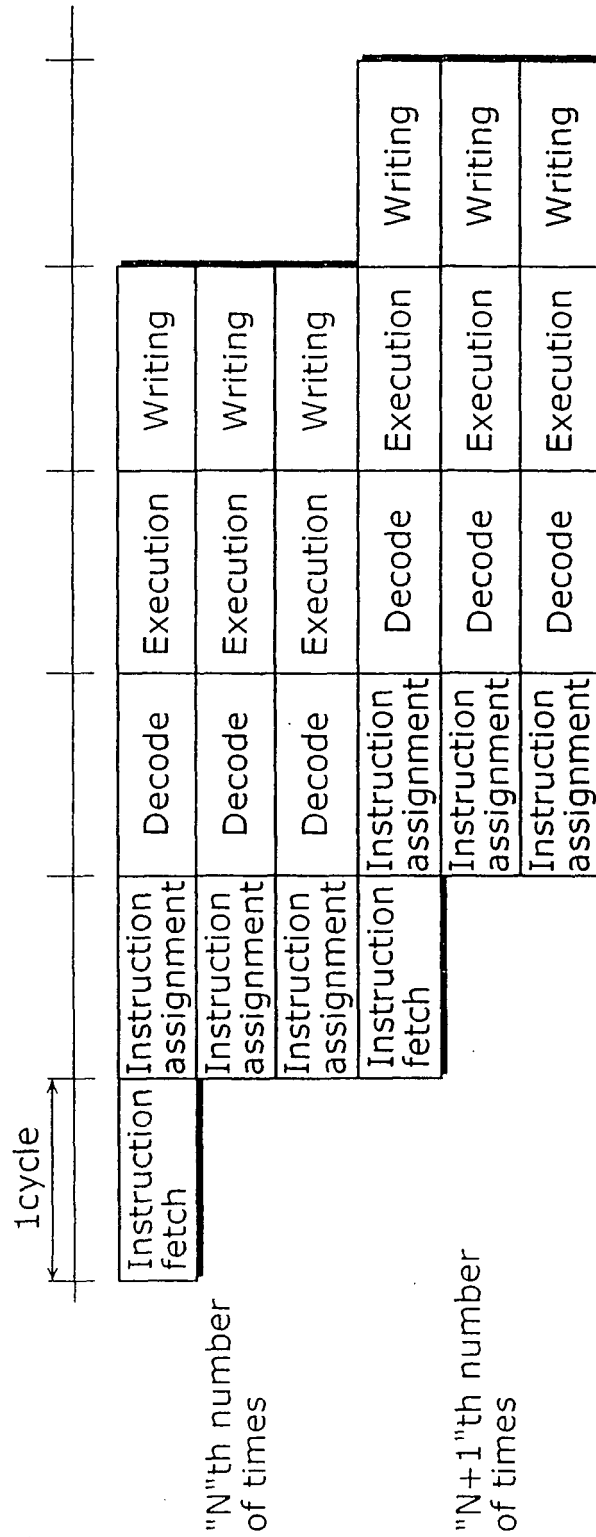 1cycle
Instruction
fetch
Instruction
assignment
Decode
Execution
Writing
"N"th number
of times
Instruction
assignment
Decode
Execution
Writing
Instruction
assignment
Decode
Execution
Writing
Instruction
fetch
Instruction
assignment
Decode
Execution
Writing
"N+1"th number
of times
Instruction
assignment
Decode
Execution
Writing
Instruction
assignment
Decode
Execution
Writing